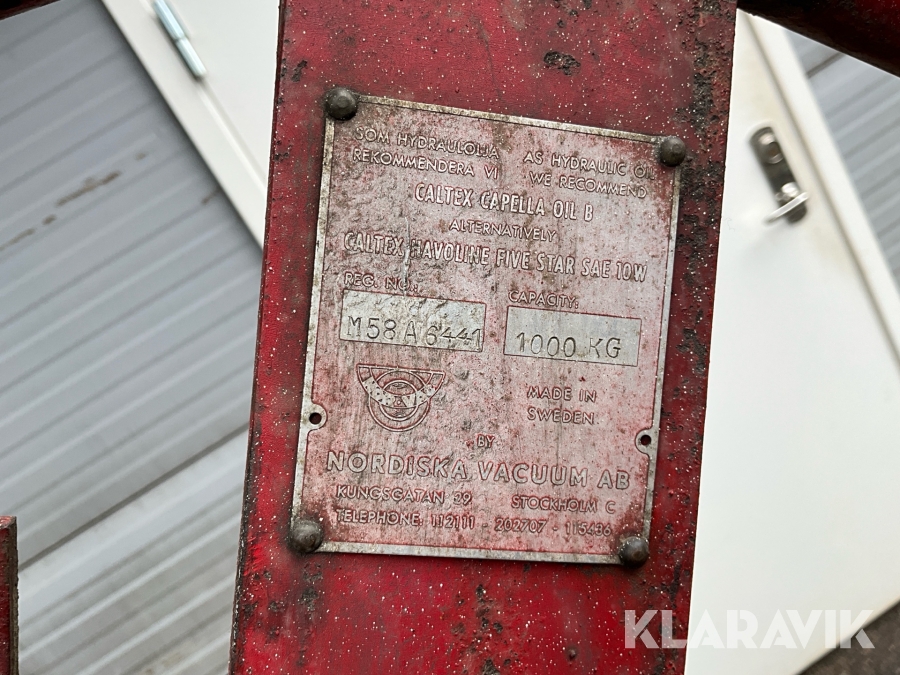 SOM HYDRAULOLJA
REKOMMENDERA VI
AS HYDRAULIC OIL
WE RECOMMEND
CALTEX CAPELLA OIL B
ALTERNATIVELY
CALTEX HAVOLINE FIVE STAR SAE 10W
REG. NO.:
M58A6441
CAPACITY:
1000 KG
MADE IN
SWEDEN
BY
NORDISKA VACUUM AB
KUNGSGATAN 29 STOCKHOLM C
TELEPHONE: 112111 - 202707 - 115436
KLARAVIK